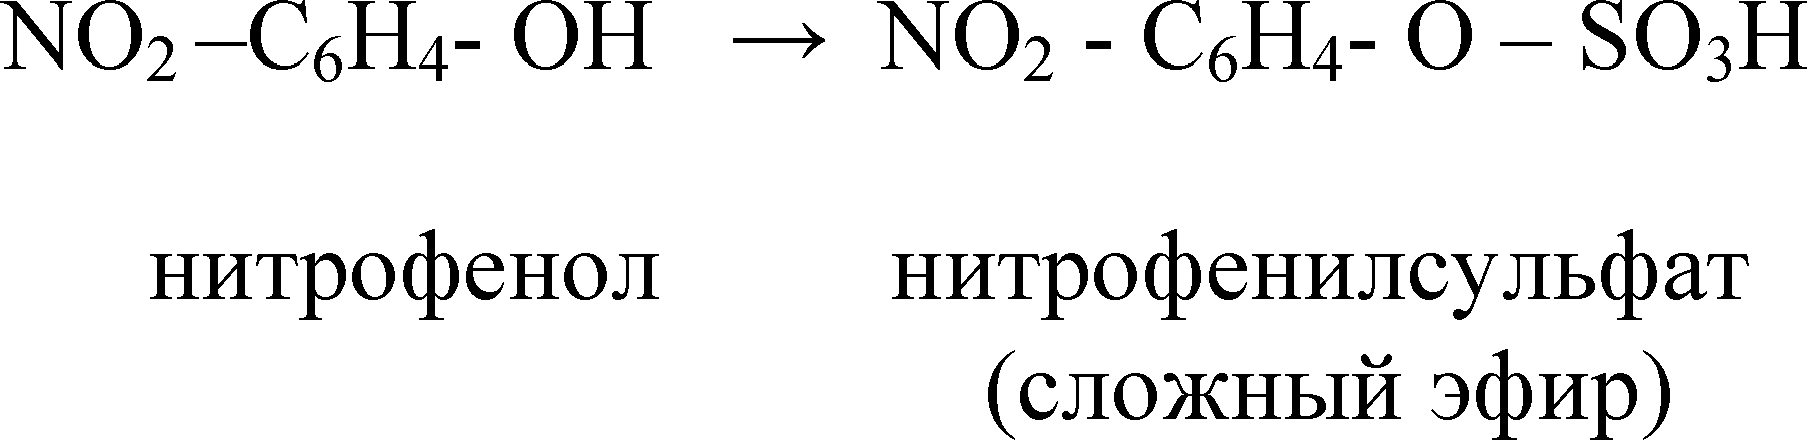 NO₂ –C₆H₄- OH → NO₂ - C₆H₄- O – SO₃H
нитрофенол нитрофенилсульфат
(сложный эфир)